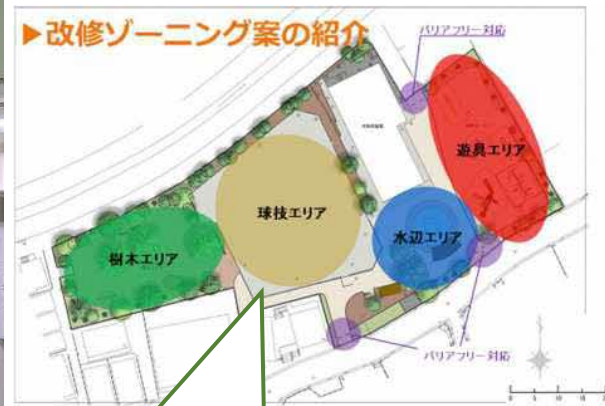 ▶改修ゾーニング案の紹介
バリアフリー対応
遊具エリア
球技エリア
水辺エリア
樹木エリア
バリアフリー対応